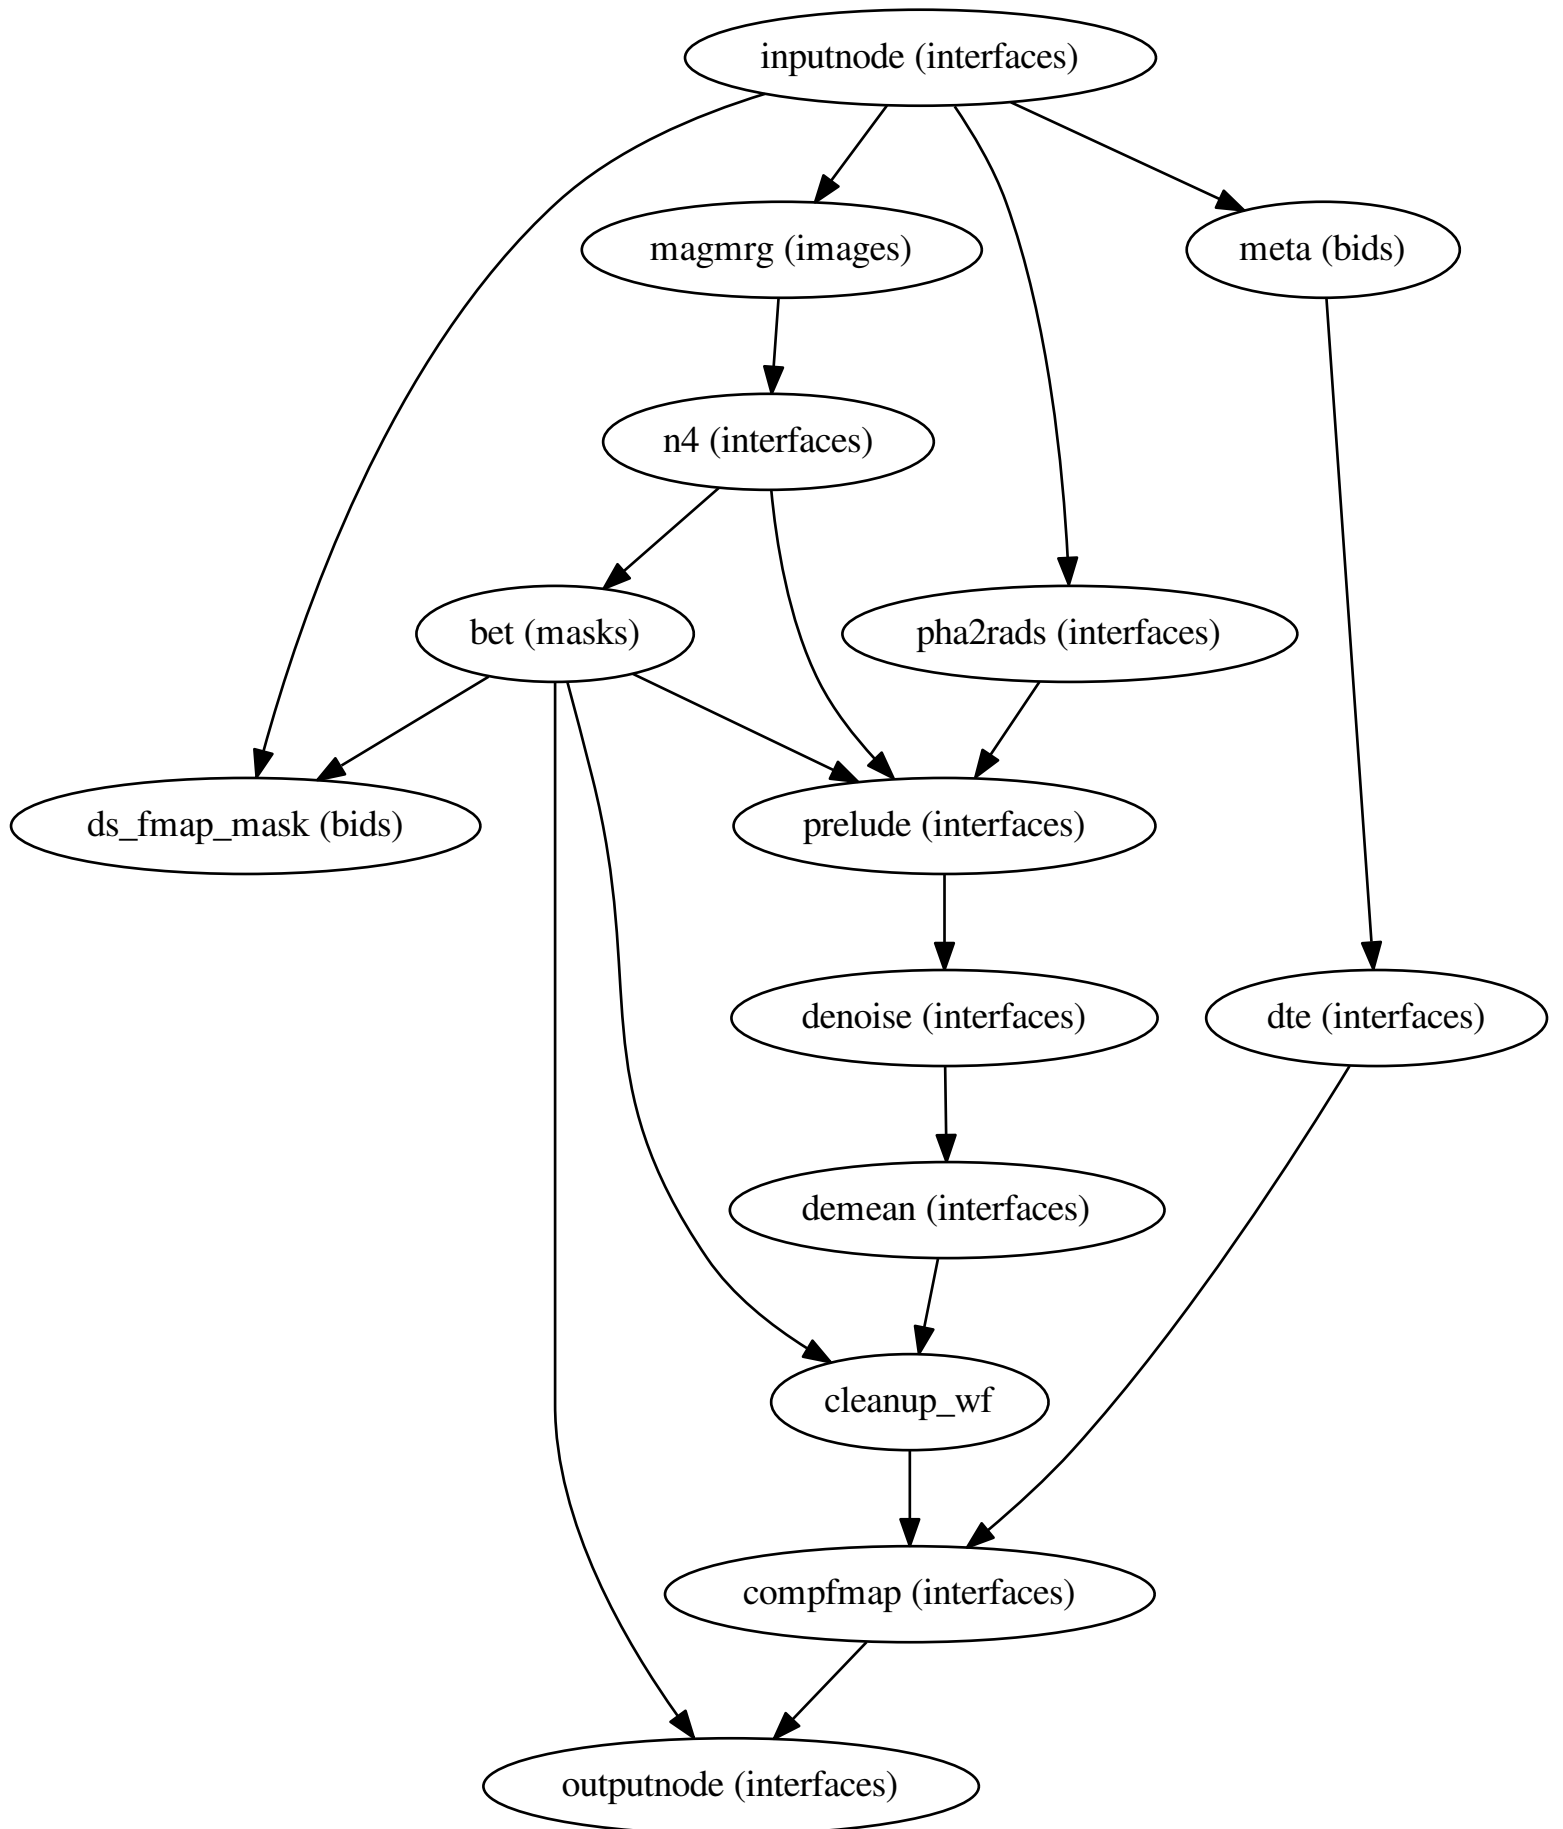 inputnode (interfaces)
magmrg (images)
meta (bids)
n4 (interfaces)
bet (masks)
pha2rads (interfaces)
ds_fmap_mask (bids)
prelude (interfaces)
denoise (interfaces)
dte (interfaces)
demean (interfaces)
cleanup_wf
compfmap (interfaces)
outputnode (interfaces)